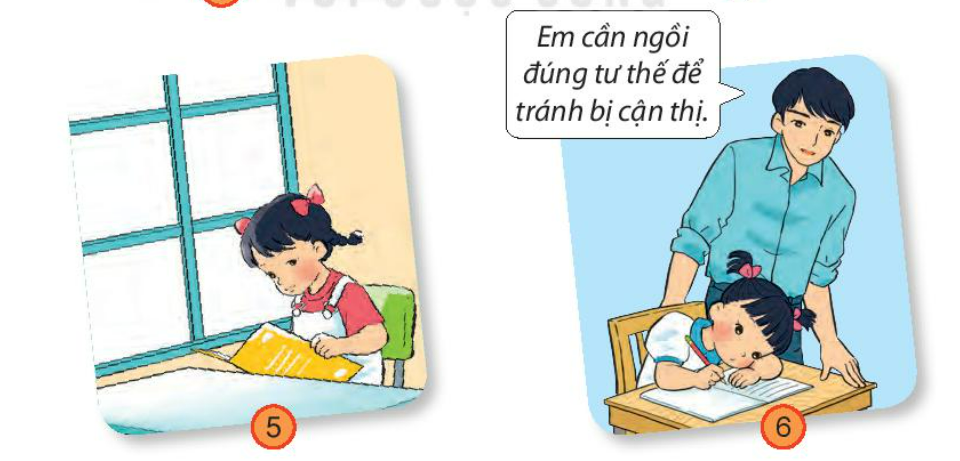 Em cần ngồi
đúng tư thế để
tránh bị cận thị.
5
6